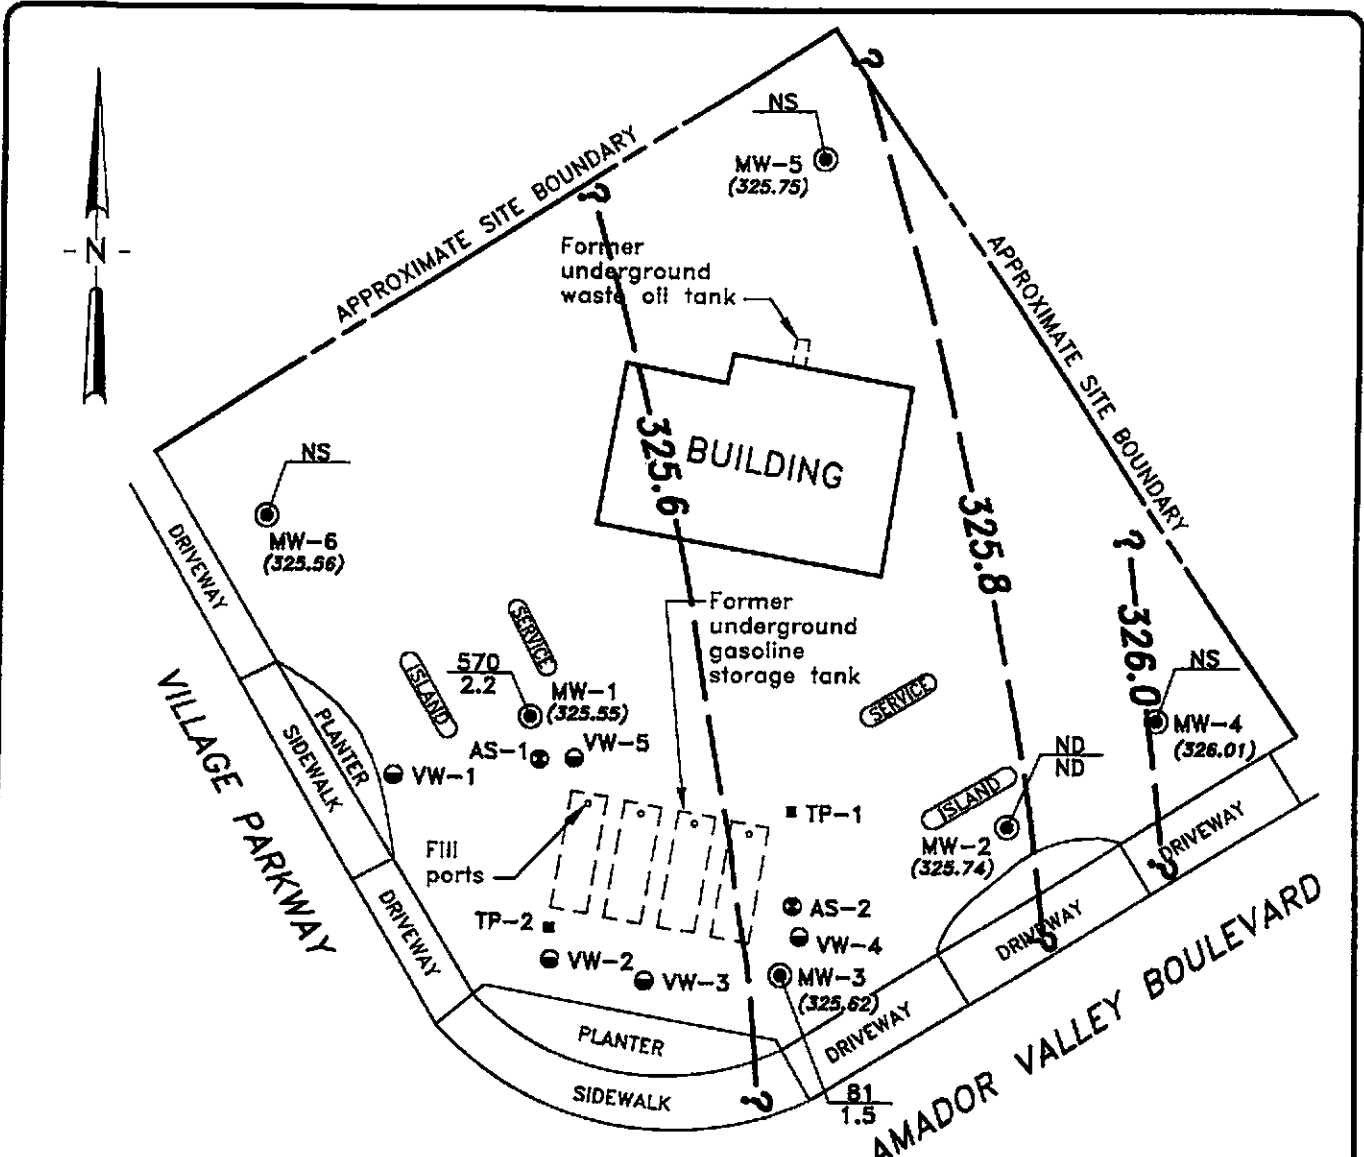 ?
NS
MW-5
(325.75)
APPROXIMATE SITE BOUNDARY
?
- N -
Former
underground
waste oil tank
APPROXIMATE SITE BOUNDARY
325.6
BUILDING
NS
MW-6
(325.56)
325.8
?
DRIVEWAY
SERVICE
ISLAND
570
2.2
MW-1
(325.55)
Former
underground
gasoline
storage tank
326.0
SERVICE
NS
MW-4
(326.01)
VILLAGE PARKWAY
PLANTER
SIDEWALK
AS-1
VW-5
VW-1
ND
ND
ISLAND
TP-1
MW-2
(325.74)
DRIVEWAY
?
Fill
ports
DRIVEWAY
TP-2
AS-2
VW-4
DRIVEWAY
?
VW-2
VW-3
MW-3
(325.62)
PLANTER
DRIVEWAY
SIDEWALK
?
81
1.5
AMADOR VALLEY BOULEVARD